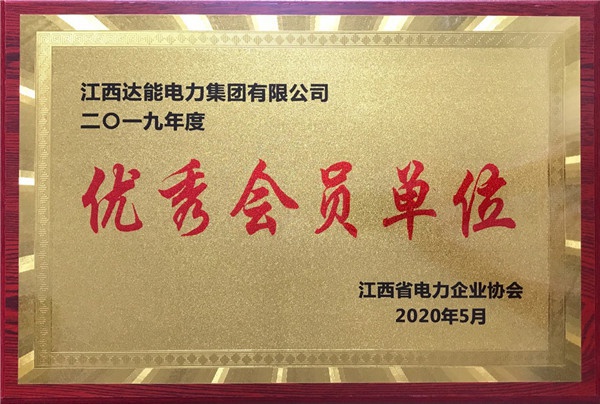 江西达能电力集团有限公司
二〇一九年度
优秀会员单位
江西省电力企业协会
2020年5月